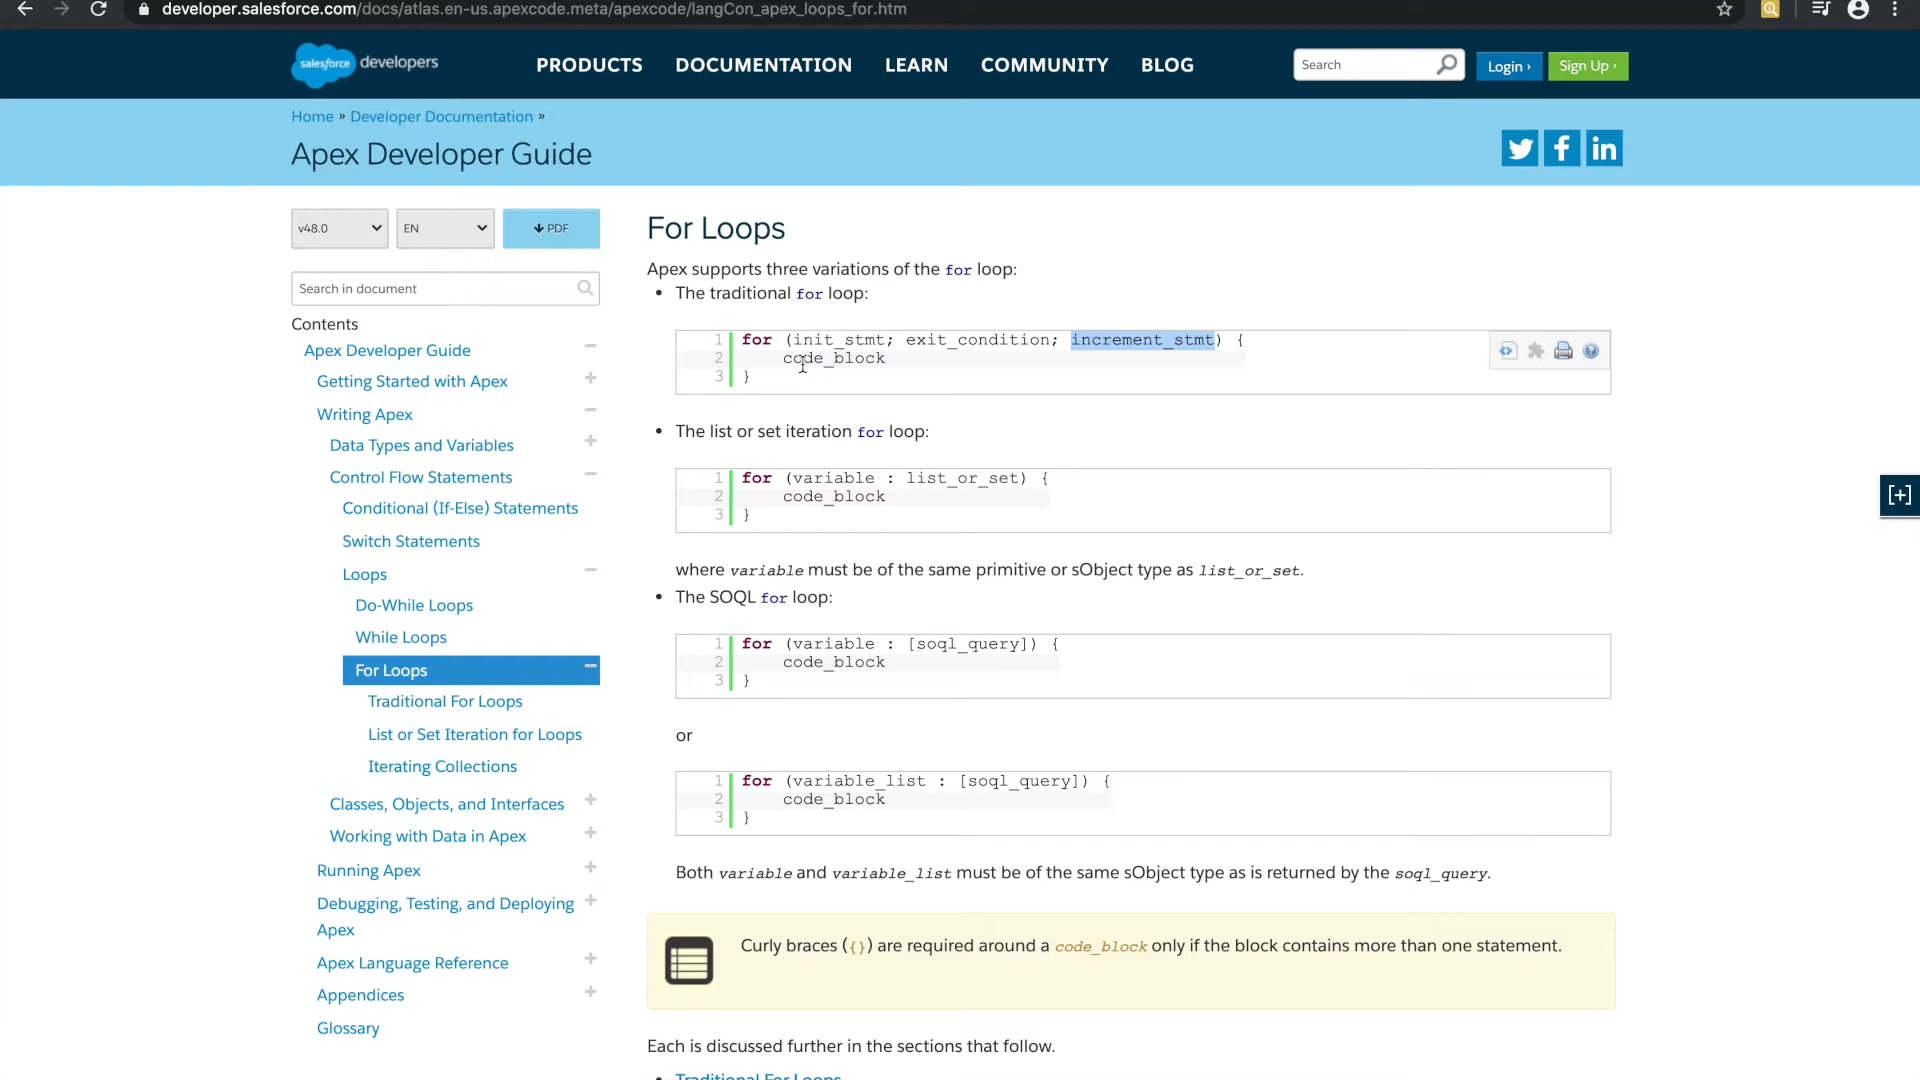 developer.salesforce.com/docs/atlas.en-us.apexcode.meta/apexcode/langCon_apex_loops_for.htm
salesforce developers
PRODUCTS DOCUMENTATION LEARN COMMUNITY BLOG
Search
Login ›
Sign Up ›
Home » Developer Documentation »
Apex Developer Guide
v48.0
EN
PDF
Search in document
Contents
Apex Developer Guide
Getting Started with Apex
Writing Apex
Data Types and Variables
Control Flow Statements
Conditional (If-Else) Statements
Switch Statements
Loops
Do-While Loops
While Loops
For Loops
Traditional For Loops
List or Set Iteration for Loops
Iterating Collections
Classes, Objects, and Interfaces
Working with Data in Apex
Running Apex
Debugging, Testing, and Deploying
Apex
Apex Language Reference
Appendices
Glossary
For Loops
Apex supports three variations of the for loop:
• The traditional for loop:
1 for (init_stmt; exit_condition; increment_stmt) {
2 code_block
3 }
• The list or set iteration for loop:
1 for (variable : list_or_set) {
2 code_block
3 }
where variable must be of the same primitive or sObject type as list_or_set.
• The SOQL for loop:
1 for (variable : [soql_query]) {
2 code_block
3 }
or
1 for (variable_list : [soql_query]) {
2 code_block
3 }
Both variable and variable_list must be of the same sObject type as is returned by the soql_query.
Curly braces ({}) are required around a code_block only if the block contains more than one statement.
Each is discussed further in the sections that follow.
• Traditional For Loops
[+]